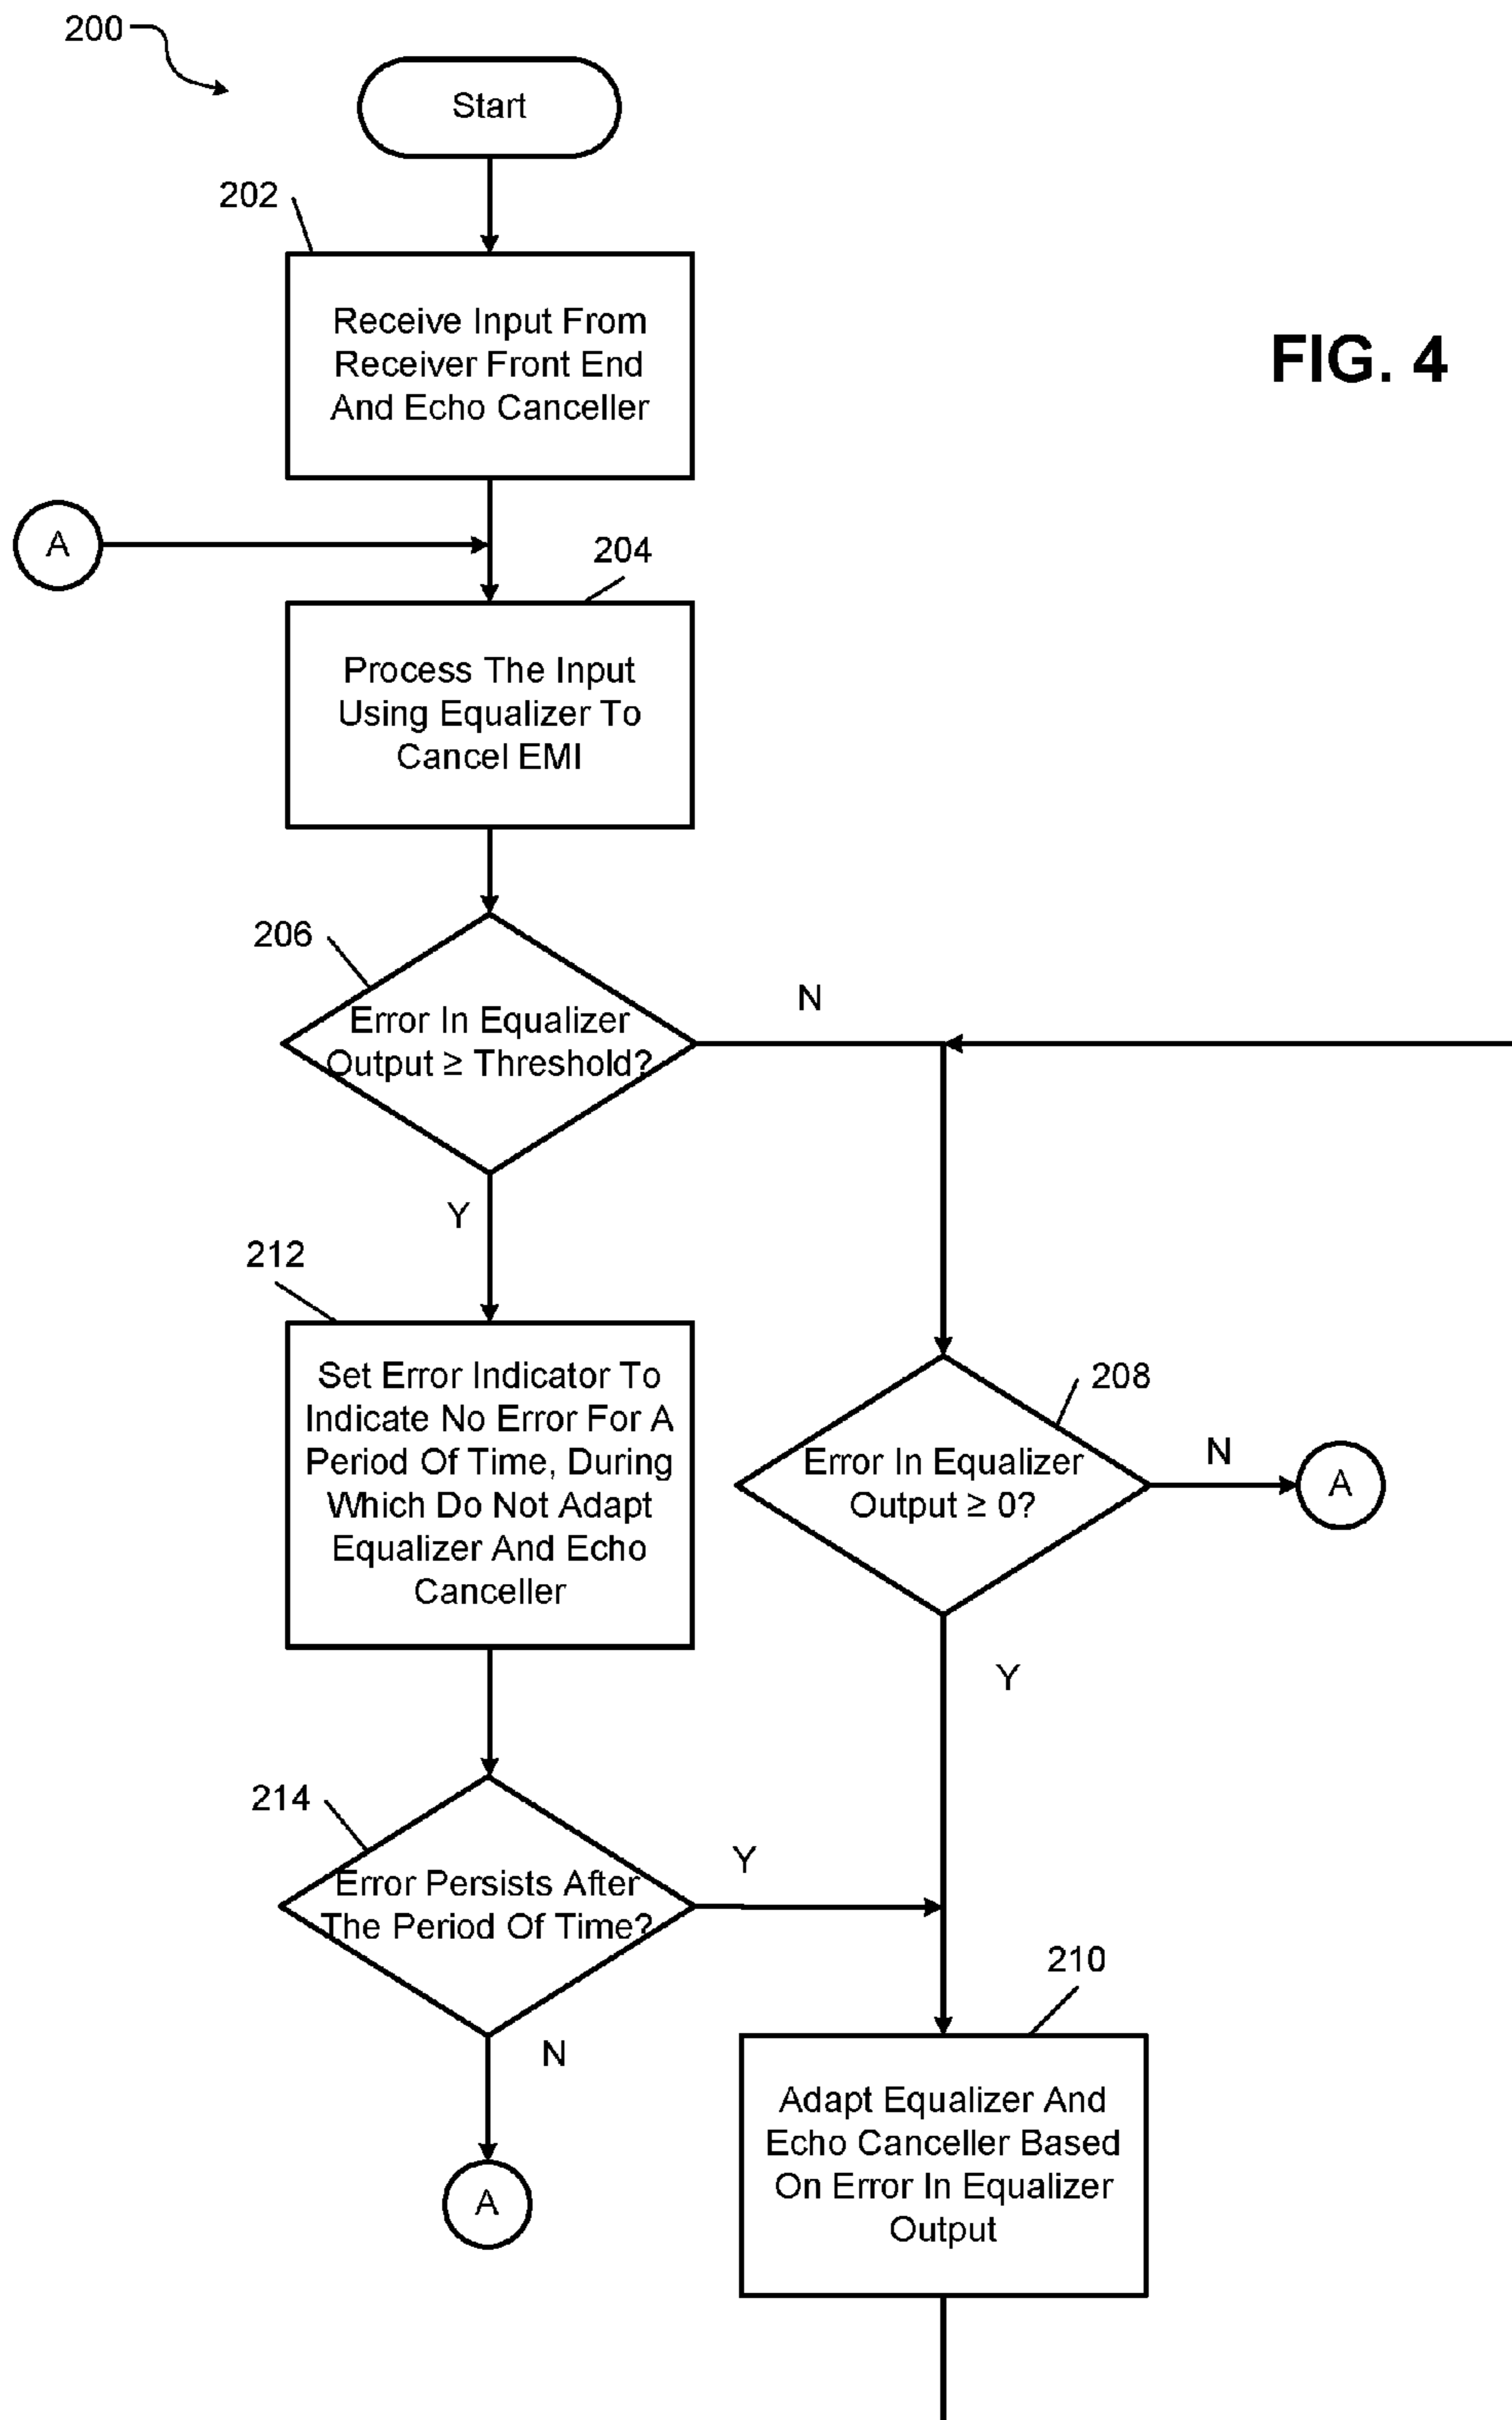 200
Start
202
Receive Input From
Receiver Front End
And Echo Canceller
FIG. 4
A
204
Process The Input
Using Equalizer To
Cancel EMI
206
Error In Equalizer
Output ≥ Threshold?
N
Y
212
Set Error Indicator To
Indicate No Error For A
Period Of Time, During
Which Do Not Adapt
Equalizer And Echo
Canceller
208
Error In Equalizer
Output ≥ 0?
N
A
Y
214
Error Persists After
The Period Of Time?
Y
N
A
210
Adapt Equalizer And
Echo Canceller Based
On Error In Equalizer
Output